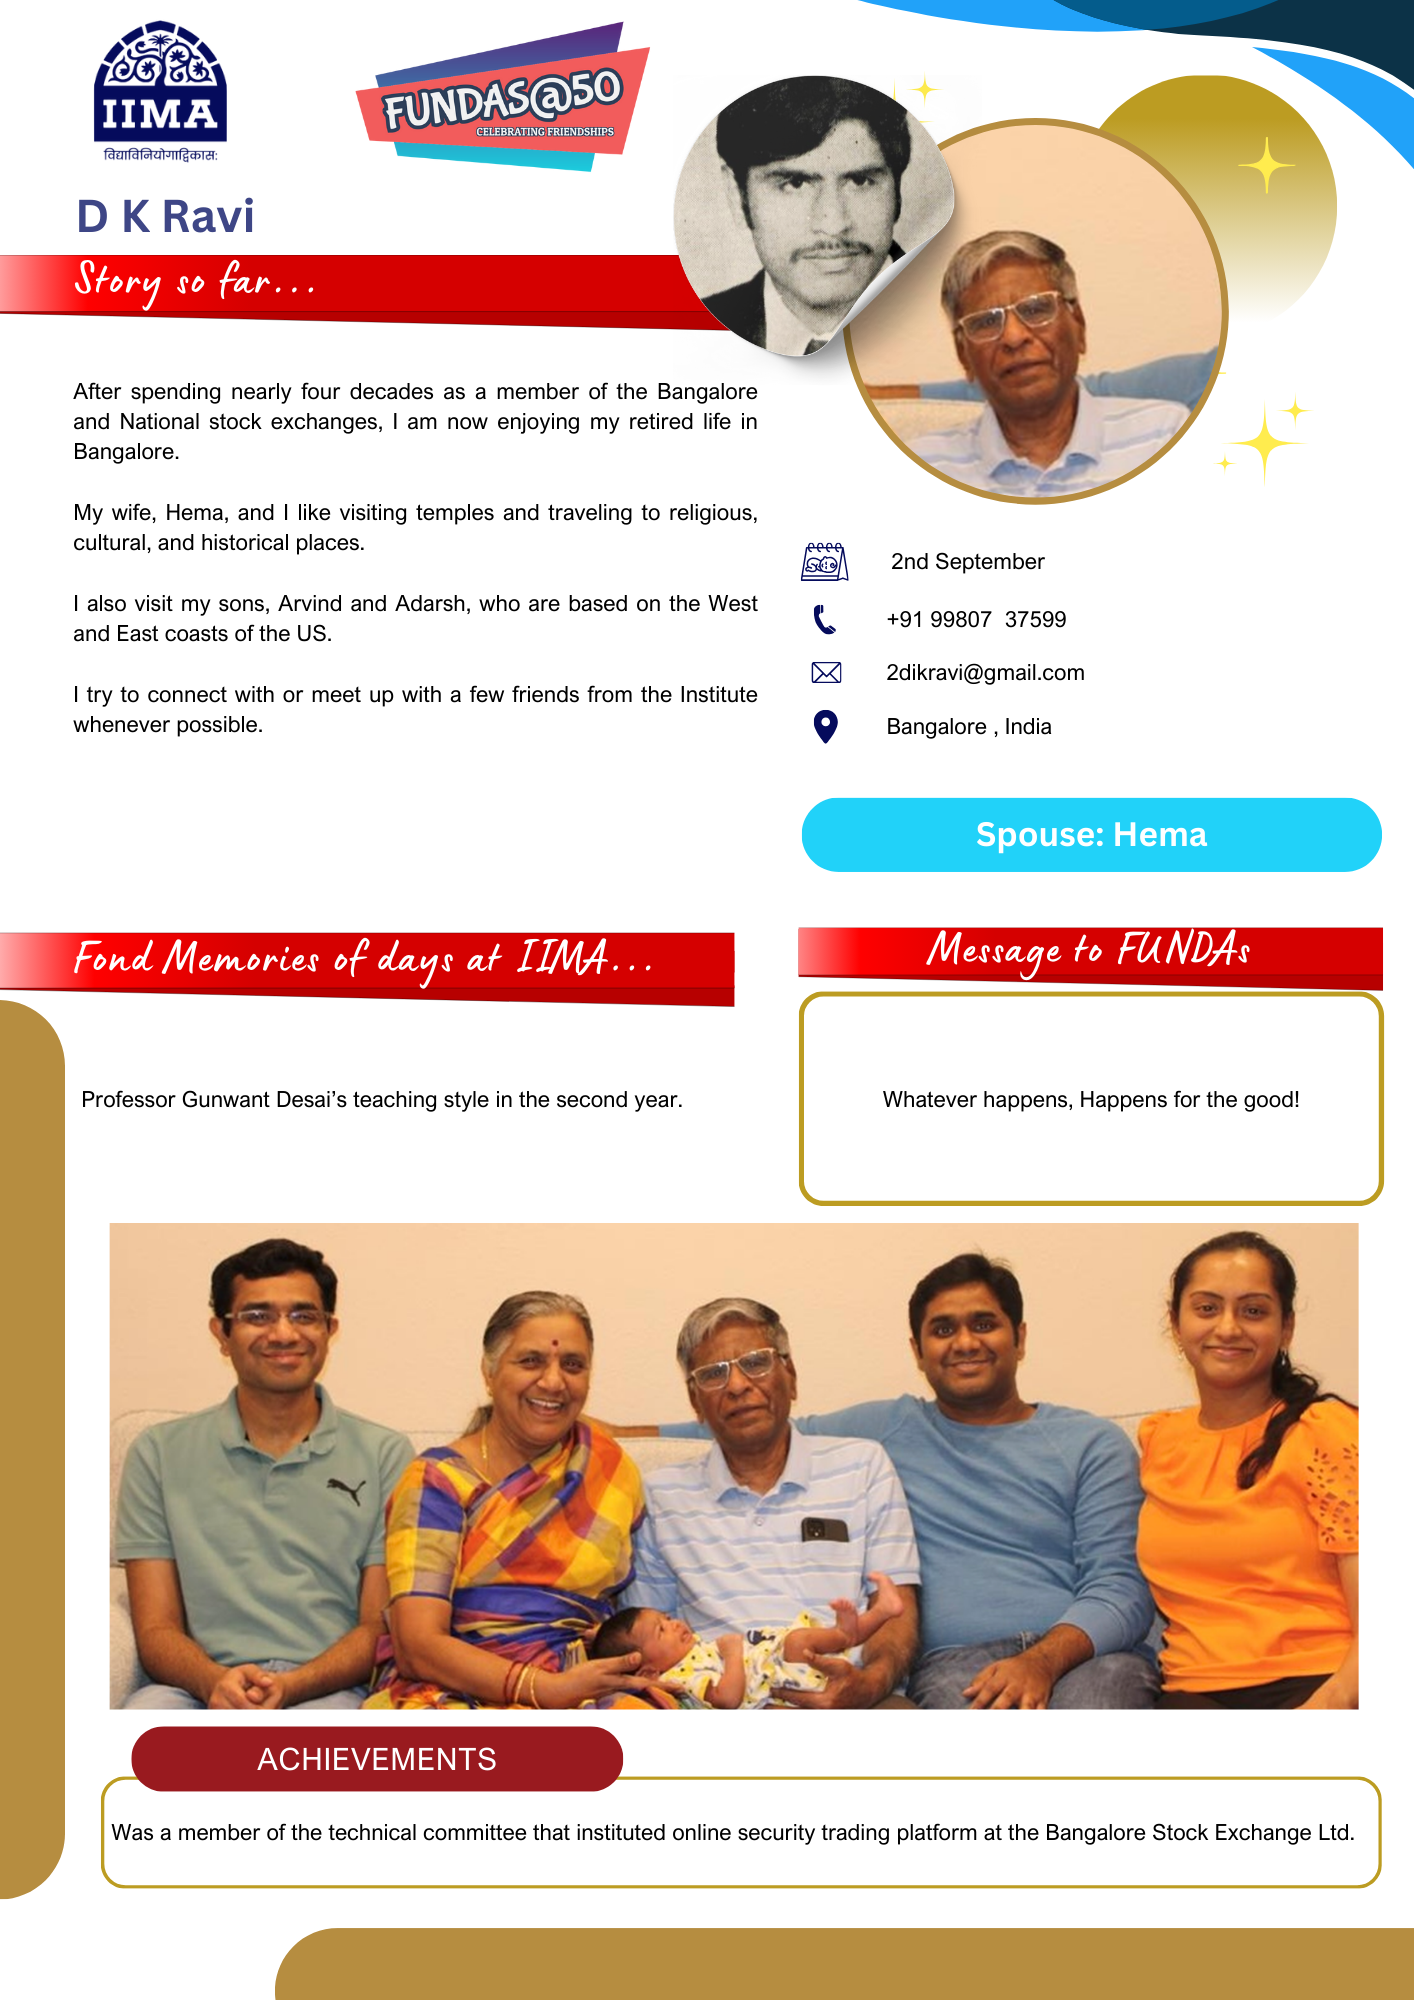 IIMA
विद्याविनियोगाद्विकासः
FUNDAS@50
CELEBRATING FRIENDSHIPS
D K Ravi
Story so far...
After spending nearly four decades as a member of the Bangalore
and National stock exchanges, I am now enjoying my retired life in
Bangalore.
My wife, Hema, and I like visiting temples and traveling to religious,
cultural, and historical places.
I also visit my sons, Arvind and Adarsh, who are based on the West
and East coasts of the US.
I try to connect with or meet up with a few friends from the Institute
whenever possible.
2nd September
+91 99807 37599
2dikravi@gmail.com
Bangalore , India
Spouse: Hema
Fond Memories of days at IIMA...
Professor Gunwant Desai’s teaching style in the second year.
Message to FUNDAs
Whatever happens, Happens for the good!
ACHIEVEMENTS
Was a member of the technical committee that instituted online security trading platform at the Bangalore Stock Exchange Ltd.